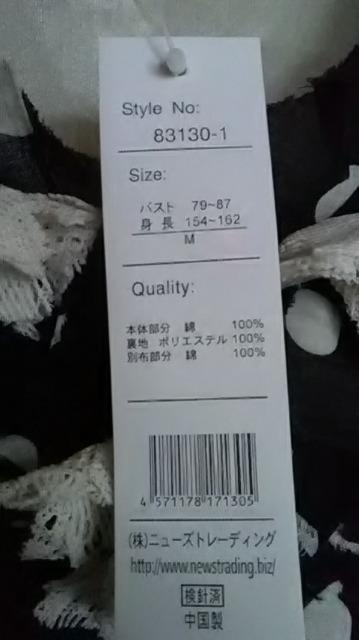 Style No:
83130-1
Size:
バスト 79~87
身長 154~162
M
Quality:
本体部分 綿 100%
裏地 ポリエステル 100%
別布部分 綿 100%
4 571178 171305
(株)ニューズトレーディング
http://www.newstrading.biz/
検針済
中国製